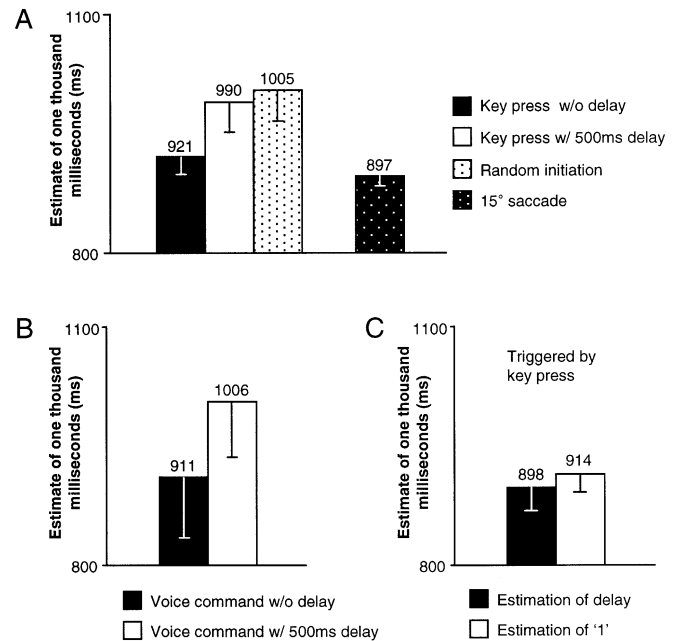 A
1100
Estimate of one thousand
milliseconds (ms)
800
921
990
1005
897
Key press w/o delay
Key press w/ 500ms delay
Random initiation
15° saccade
B
1100
Estimate of one thousand
milliseconds (ms)
800
911
1006
Voice command w/o delay
Voice command w/ 500ms delay
C
1100
Estimate of one thousand
milliseconds (ms)
800
Triggered by
key press
898
914
Estimation of delay
Estimation of ‘1’